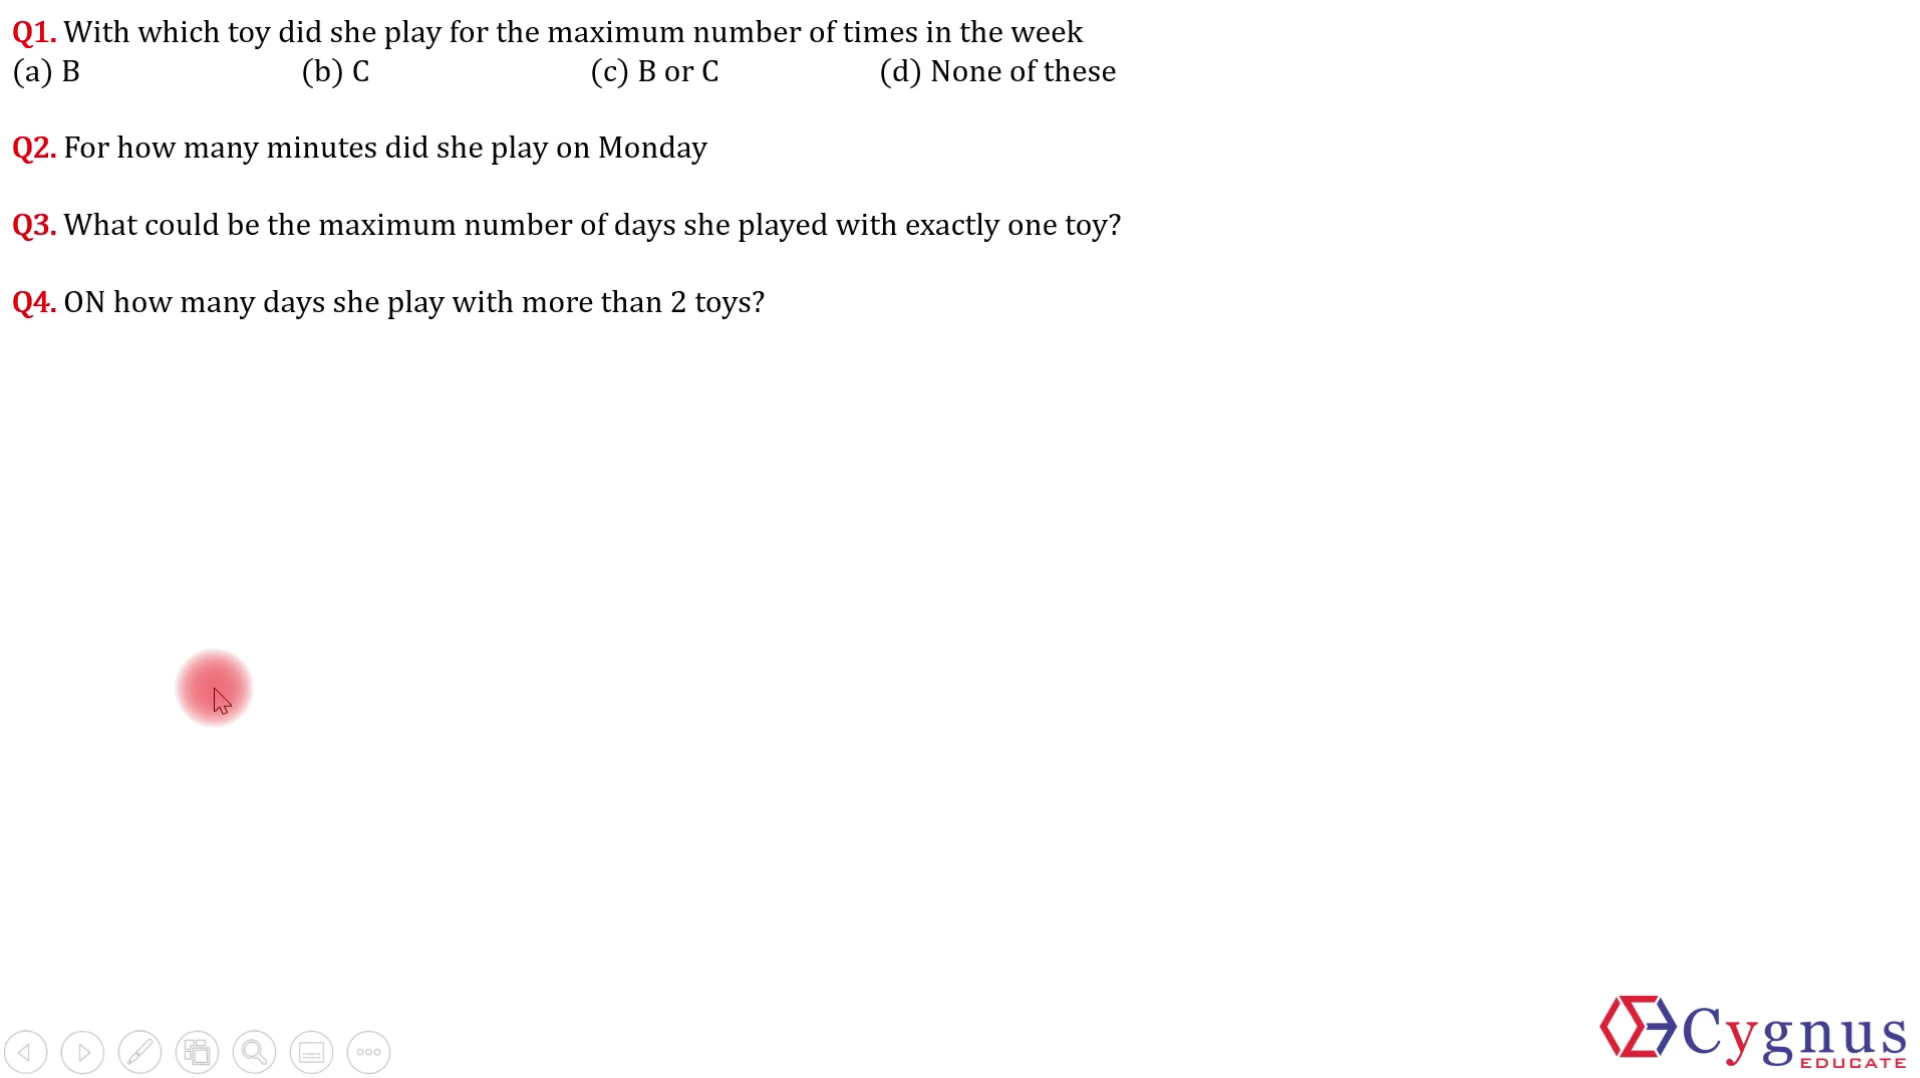 Q1. With which toy did she play for the maximum number of times in the week
(a) B (b) C (c) B or C (d) None of these
Q2. For how many minutes did she play on Monday
Q3. What could be the maximum number of days she played with exactly one toy?
Q4. ON how many days she play with more than 2 toys?
Cygnus
EDUCATE